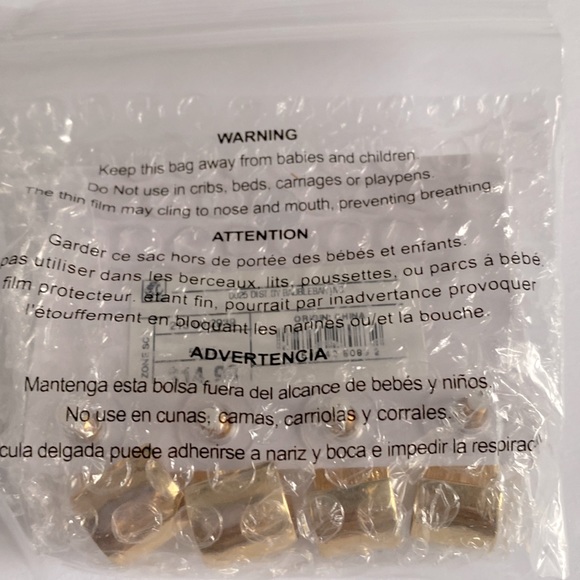 WARNING
Keep this bag away from babies and children
Do Not use in cribs, beds, carriages or playpens.
The thin film may cling to nose and mouth, preventing breathing.
ATTENTION
Garder ce sac hors de portée des bébés et enfants.
pas utiliser dans les berceaux, lits, poussettes, ou parcs à bébé
film protecteur, étant fin, pourrait par inadvertance provoquer
l'étouffement en bloquant les narines ou/et la bouche.
ADVERTENCIA
Mantenga esta bolsa fuera del alcance de bebés y niños.
No use en cunas, camas, carriolas y corrales.
cula delgada puede adherirse a nariz y boca e impedir la respirac